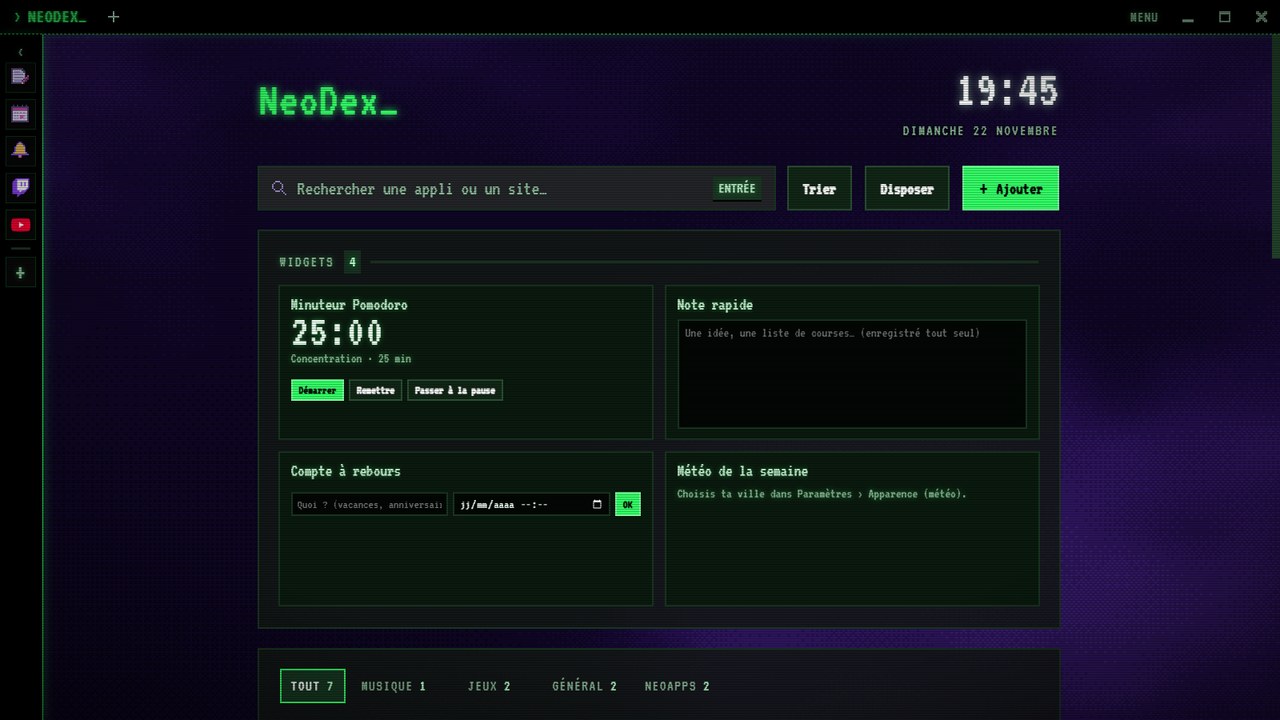 NEODEX_
MENU
NeoDex_
19:45
DIMANCHE 22 NOVEMBRE
Rechercher une appli ou un site…
ENTRÉE
Trier
Disposer
+ Ajouter
WIDGETS 4
Minuteur Pomodoro
25:00
Concentration · 25 min
Démarrer
Remettre
Passer à la pause
Note rapide
Une idée, une liste de courses… (enregistré tout seul)
Compte à rebours
Quoi ? (vacances, anniversai
jj/mm/aaaa --:--
OK
Météo de la semaine
Choisis ta ville dans Paramètres › Apparence (météo).
TOUT 7
MUSIQUE 1
JEUX 2
GÉNÉRAL 2
NEOAPPS 2